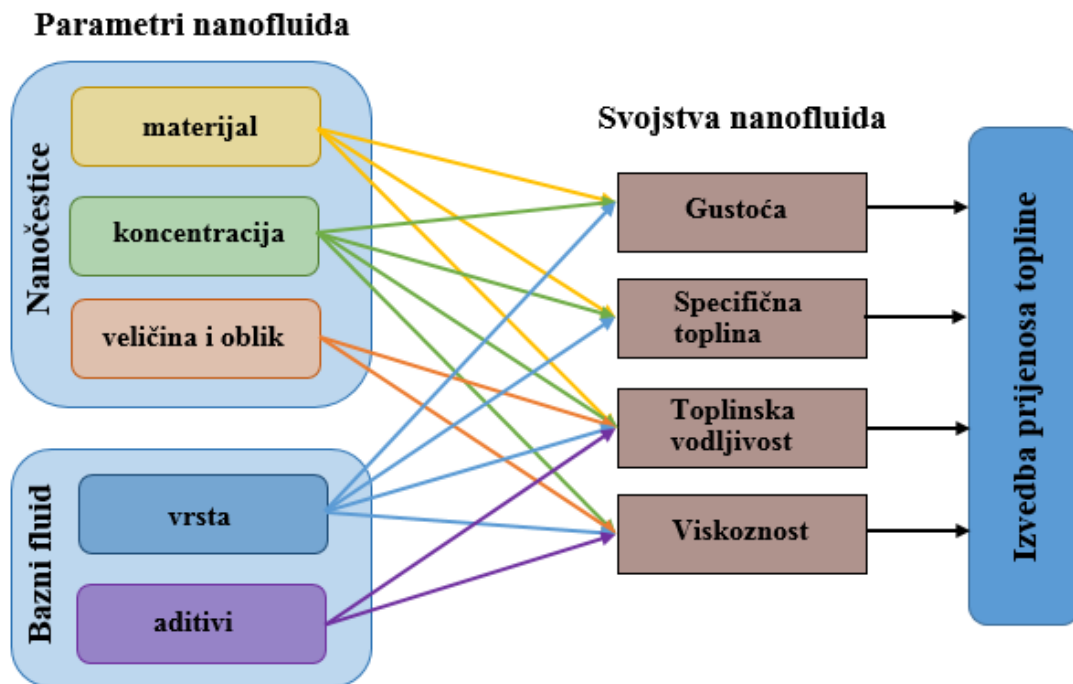 Parametri nanofluida
Nanočestice
materijal
koncentracija
veličina i oblik
Bazni fluid
vrsta
aditivi
Svojstva nanofluida
Gustoća
Specifična
toplina
Toplinska
vodljivost
Viskoznost
Izvedba prijenosa topline